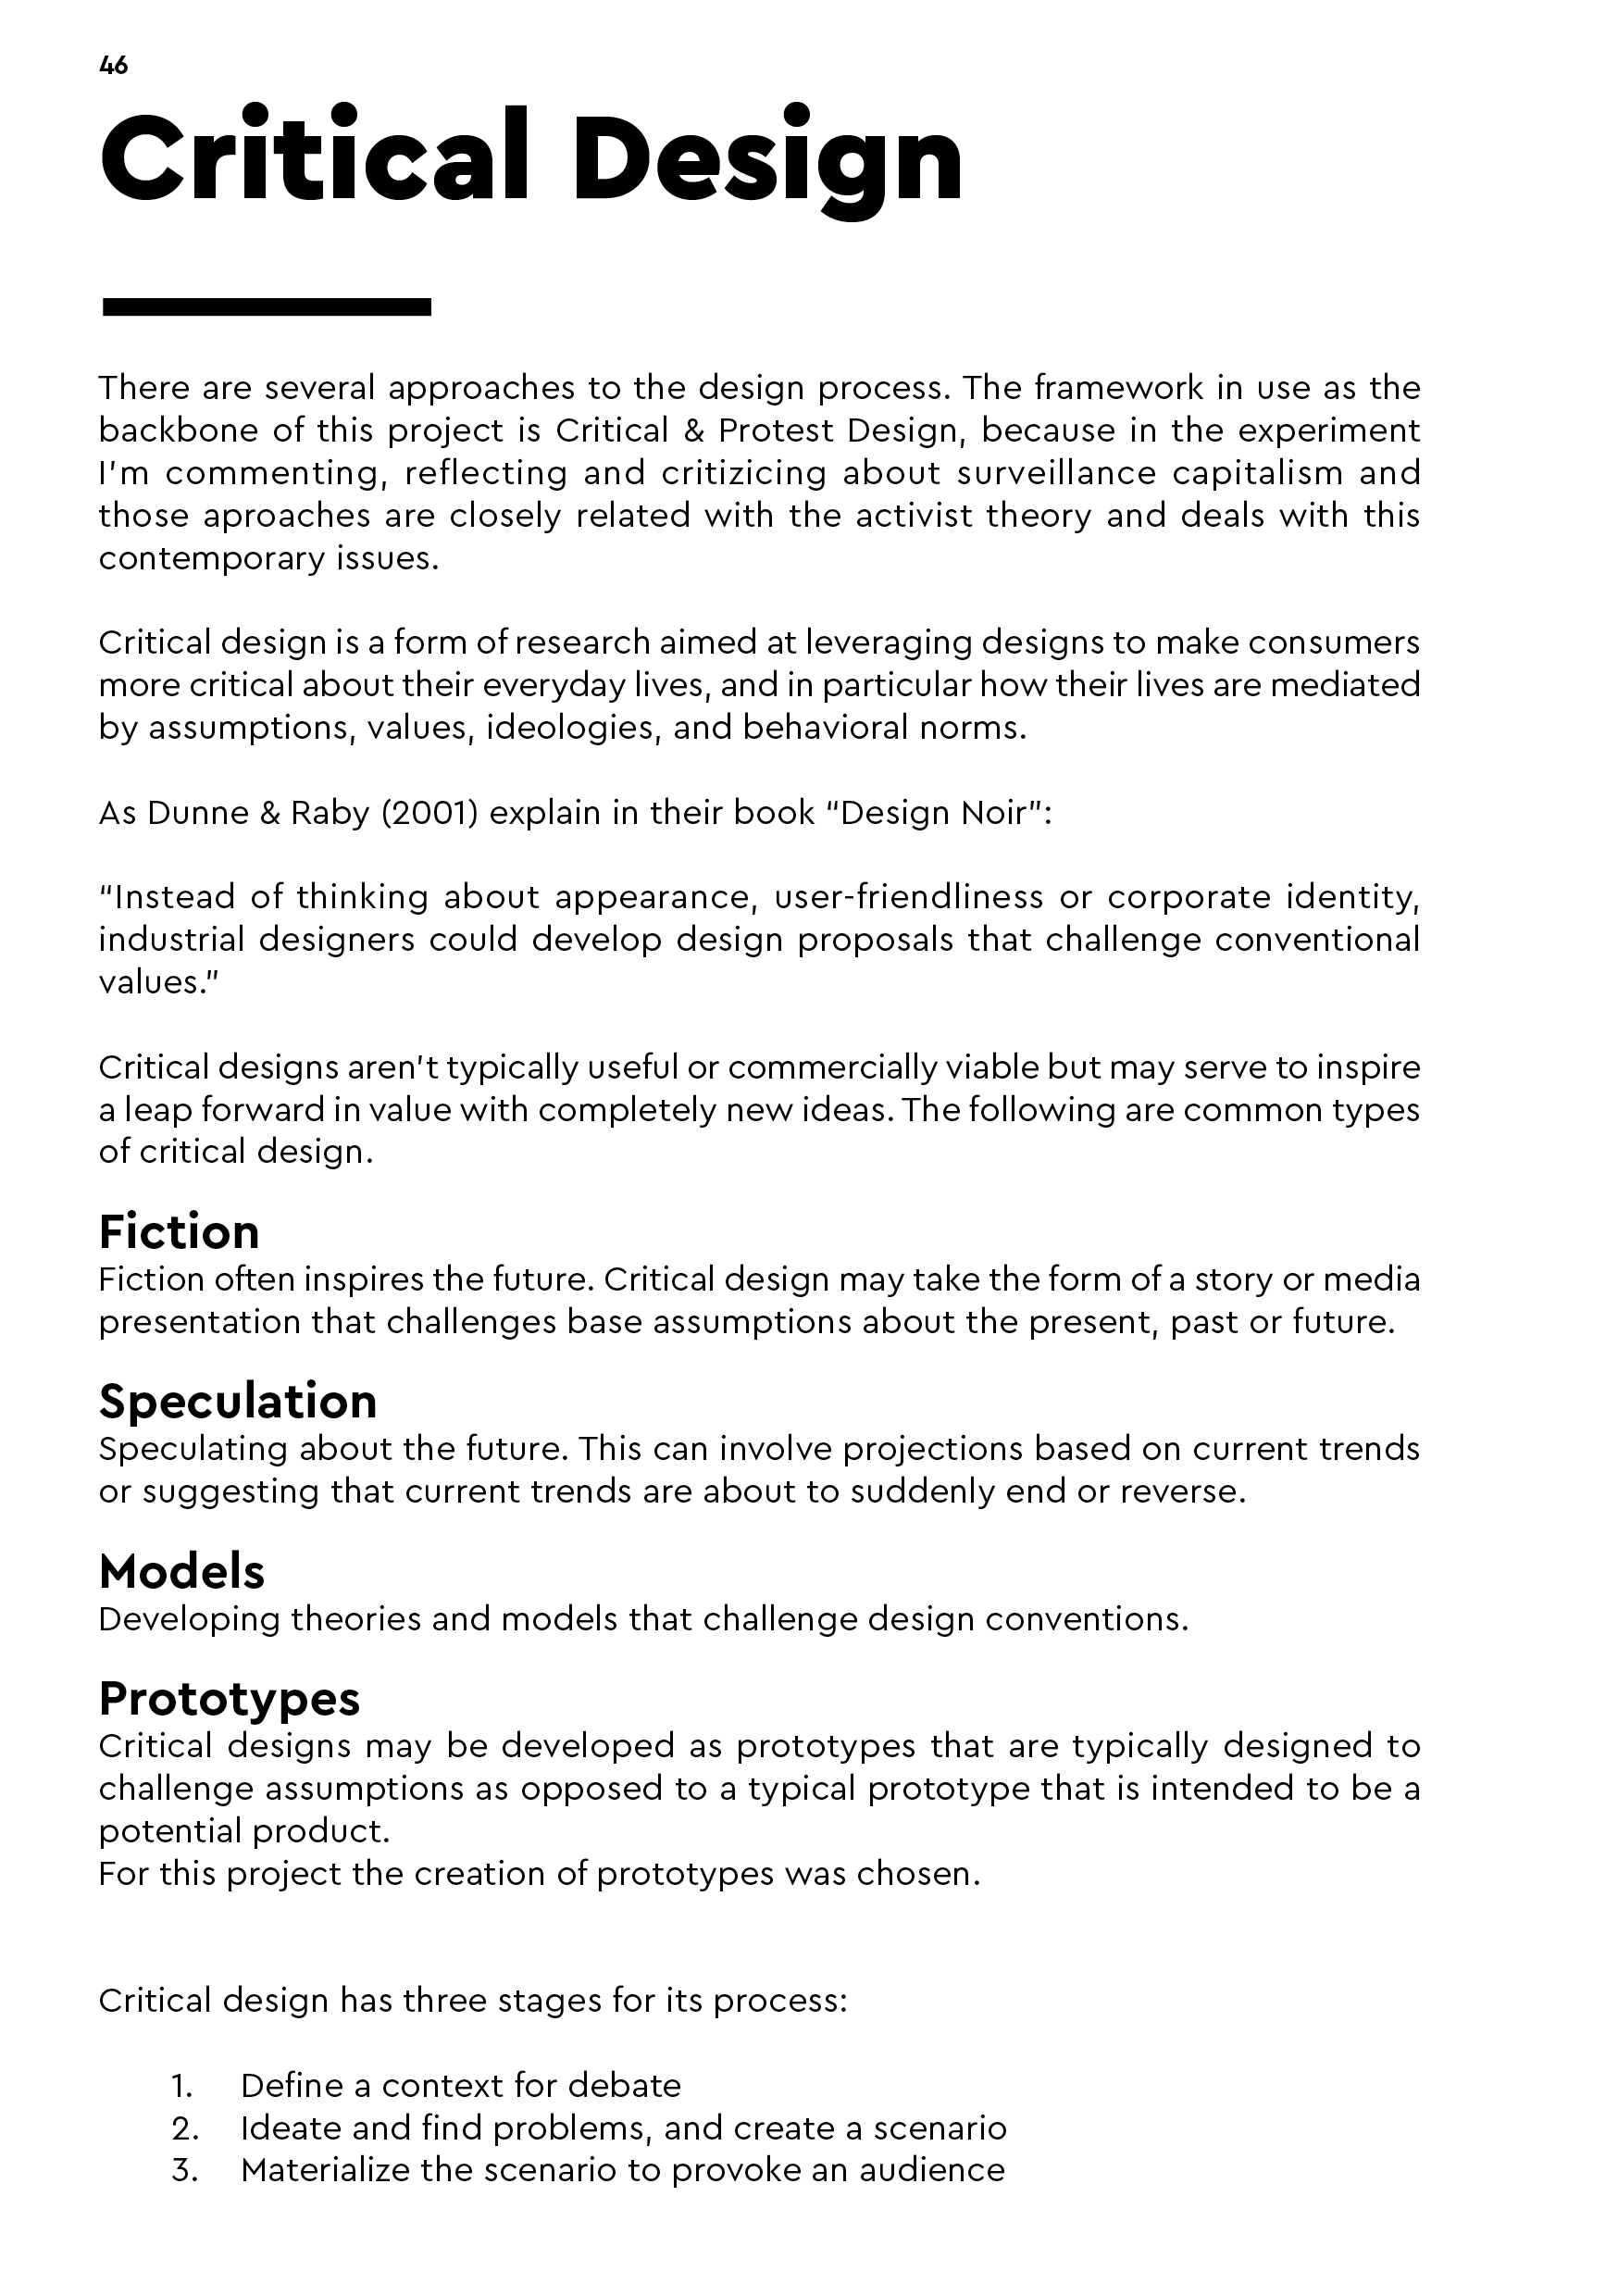 46
Critical Design
There are several approaches to the design process. The framework in use as the
backbone of this project is Critical & Protest Design, because in the experiment
I'm commenting, reflecting and critizicing about surveillance capitalism and
those aproaches are closely related with the activist theory and deals with this
contemporary issues.
Critical design is a form of research aimed at leveraging designs to make consumers
more critical about their everyday lives, and in particular how their lives are mediated
by assumptions, values, ideologies, and behavioral norms.
As Dunne & Raby (2001) explain in their book “Design Noir”:
“Instead of thinking about appearance, user-friendliness or corporate identity,
industrial designers could develop design proposals that challenge conventional
values.”
Critical designs aren't typically useful or commercially viable but may serve to inspire
a leap forward in value with completely new ideas. The following are common types
of critical design.
Fiction
Fiction often inspires the future. Critical design may take the form of a story or media
presentation that challenges base assumptions about the present, past or future.
Speculation
Speculating about the future. This can involve projections based on current trends
or suggesting that current trends are about to suddenly end or reverse.
Models
Developing theories and models that challenge design conventions.
Prototypes
Critical designs may be developed as prototypes that are typically designed to
challenge assumptions as opposed to a typical prototype that is intended to be a
potential product.
For this project the creation of prototypes was chosen.
Critical design has three stages for its process:
1. Define a context for debate
2. Ideate and find problems, and create a scenario
3. Materialize the scenario to provoke an audience